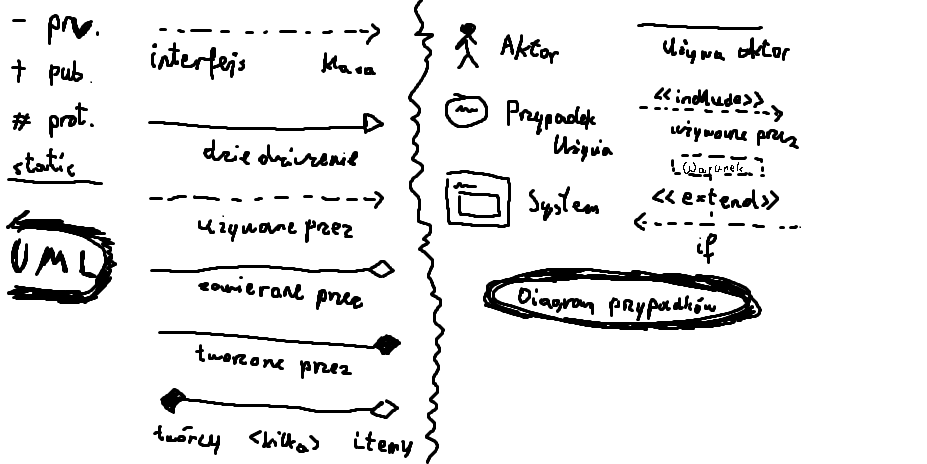 - prv.
+ pub.
# prot.
static
UML
interfejs klasa
dziedziczenie
używane przez
zawierane przez
tworzone przez
twórcy <kilka> itemy
Aktor
Przypadek
Użycia
System
Używa aktor
<<include>>
używane przez
Warunek
<<extend>>
if
Diagram przypadków